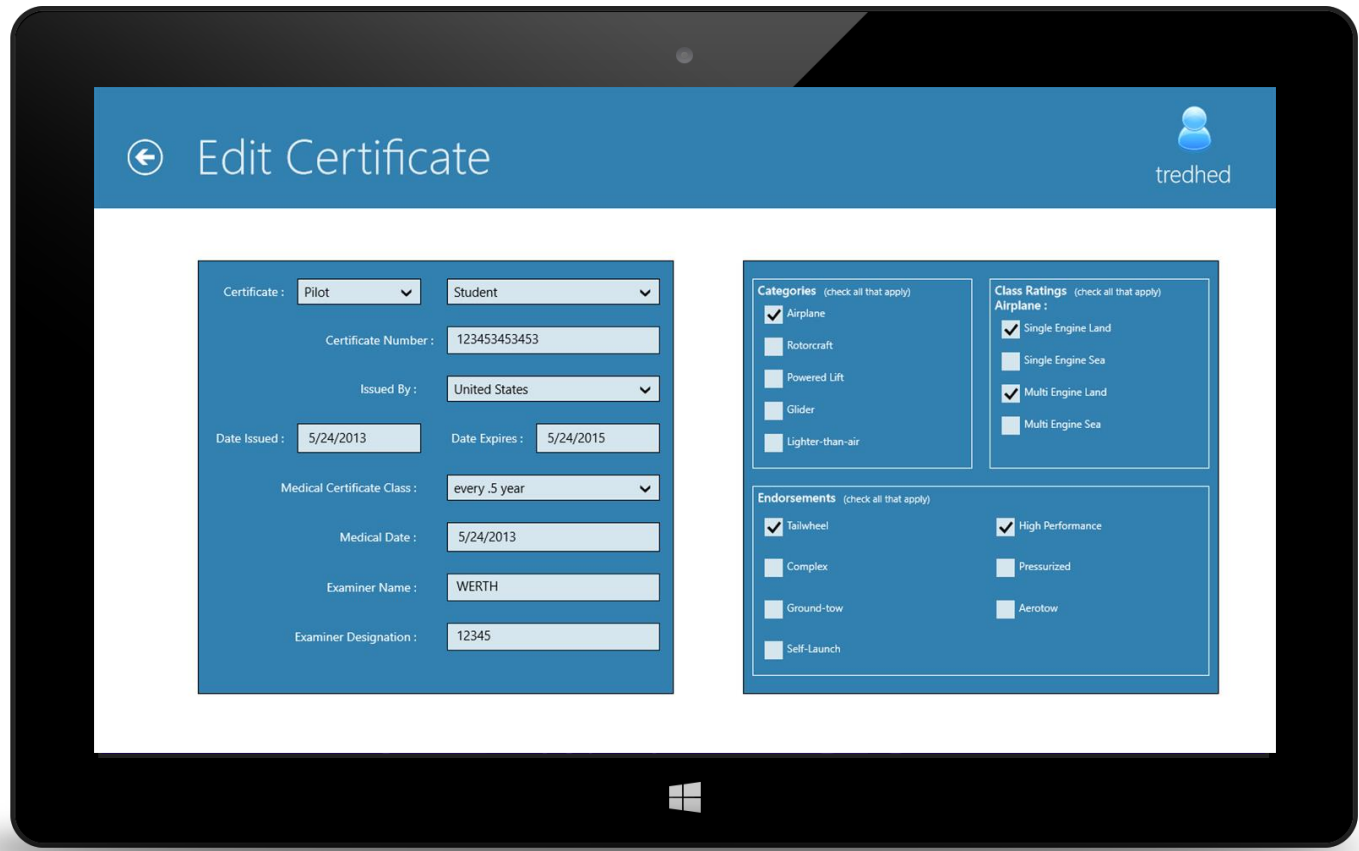 Edit Certificate
tredhed
Certificate : Pilot Student
Certificate Number : 123453453453
Issued By : United States
Date Issued : 5/24/2013 Date Expires : 5/24/2015
Medical Certificate Class : every .5 year
Medical Date : 5/24/2013
Examiner Name : WERTH
Examiner Designation : 12345
Categories (check all that apply)
Airplane
Rotorcraft
Powered Lift
Glider
Lighter-than-air
Class Ratings (check all that apply)
Airplane :
Single Engine Land
Single Engine Sea
Multi Engine Land
Multi Engine Sea
Endorsements (check all that apply)
Tailwheel High Performance
Complex Pressurized
Ground-tow Aerotow
Self-Launch